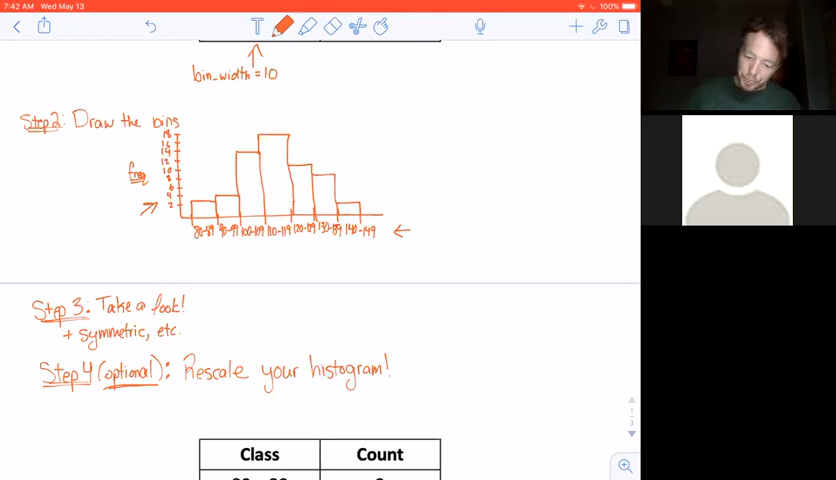 7:42 AM Wed May 13
100%
T
bin-width = 10
Step 2: Draw the bins
18
16
14
12
10
8
6
4
2
freq
80-89 90-99 100-109 110-119 120-129 130-139 140-149
Step 3: Take a look!
+ symmetric, etc.
Step 4 (optional): Rescale your histogram!
Class Count